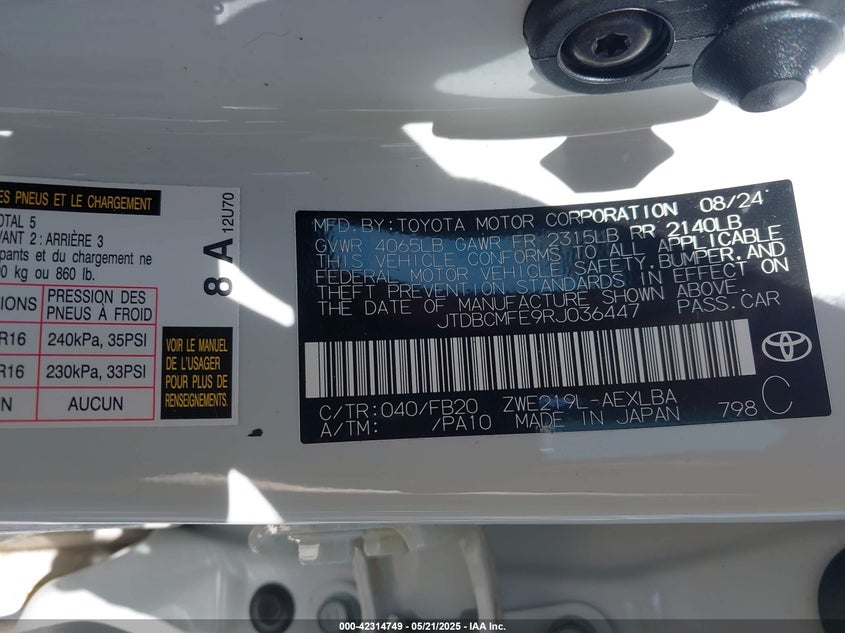 ES PNEUS ET LE CHARGEMENT
OTAL 5
VANT 2 : ARRIÈRE 3
pants et du chargement ne
0 kg ou 860 lb.
IONS PRESSION DES
PNEUS À FROID
R16 240kPa, 35PSI
R16 230kPa, 33PSI
N AUCUN
8 A 12U70
VOIR LE MANUEL
DE L'USAGER
POUR PLUS DE
RENSEIGNEMENTS.
MFD BY: TOYOTA MOTOR CORPORATION 08/24
GVWR 4065LB GAWR FR 2315LB RR 2140LB
THIS VEHICLE CONFORMS TO ALL APPLICABLE
FEDERAL MOTOR VEHICLE SAFETY, BUMPER, AND
THEFT PREVENTION STANDARDS IN EFFECT ON
THE DATE OF MANUFACTURE SHOWN ABOVE.
JTDBCMFE9RJ036447 PASS.CAR
C/TR: 040/FB20 ZWE219L-AEXLBA
A/TM: /PA10 MADE IN JAPAN 798 C
000-42314749 - 05/21/2025 - IAA Inc.